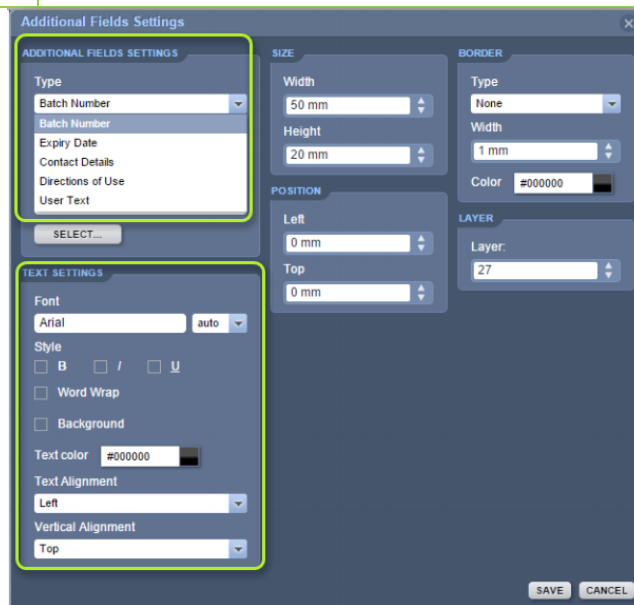 Additional Fields Settings
ADDITIONAL FIELDS SETTINGS
Type
Batch Number
Batch Number
Expiry Date
Contact Details
Directions of Use
User Text
SELECT...
TEXT SETTINGS
Font
Arial auto
Style
B I U
Word Wrap
Background
Text color #000000
Text Alignment
Left
Vertical Alignment
Top
SIZE
Width
50 mm
Height
20 mm
POSITION
Left
0 mm
Top
0 mm
BORDER
Type
None
Width
1 mm
Color #000000
LAYER
Layer:
27
SAVE CANCEL